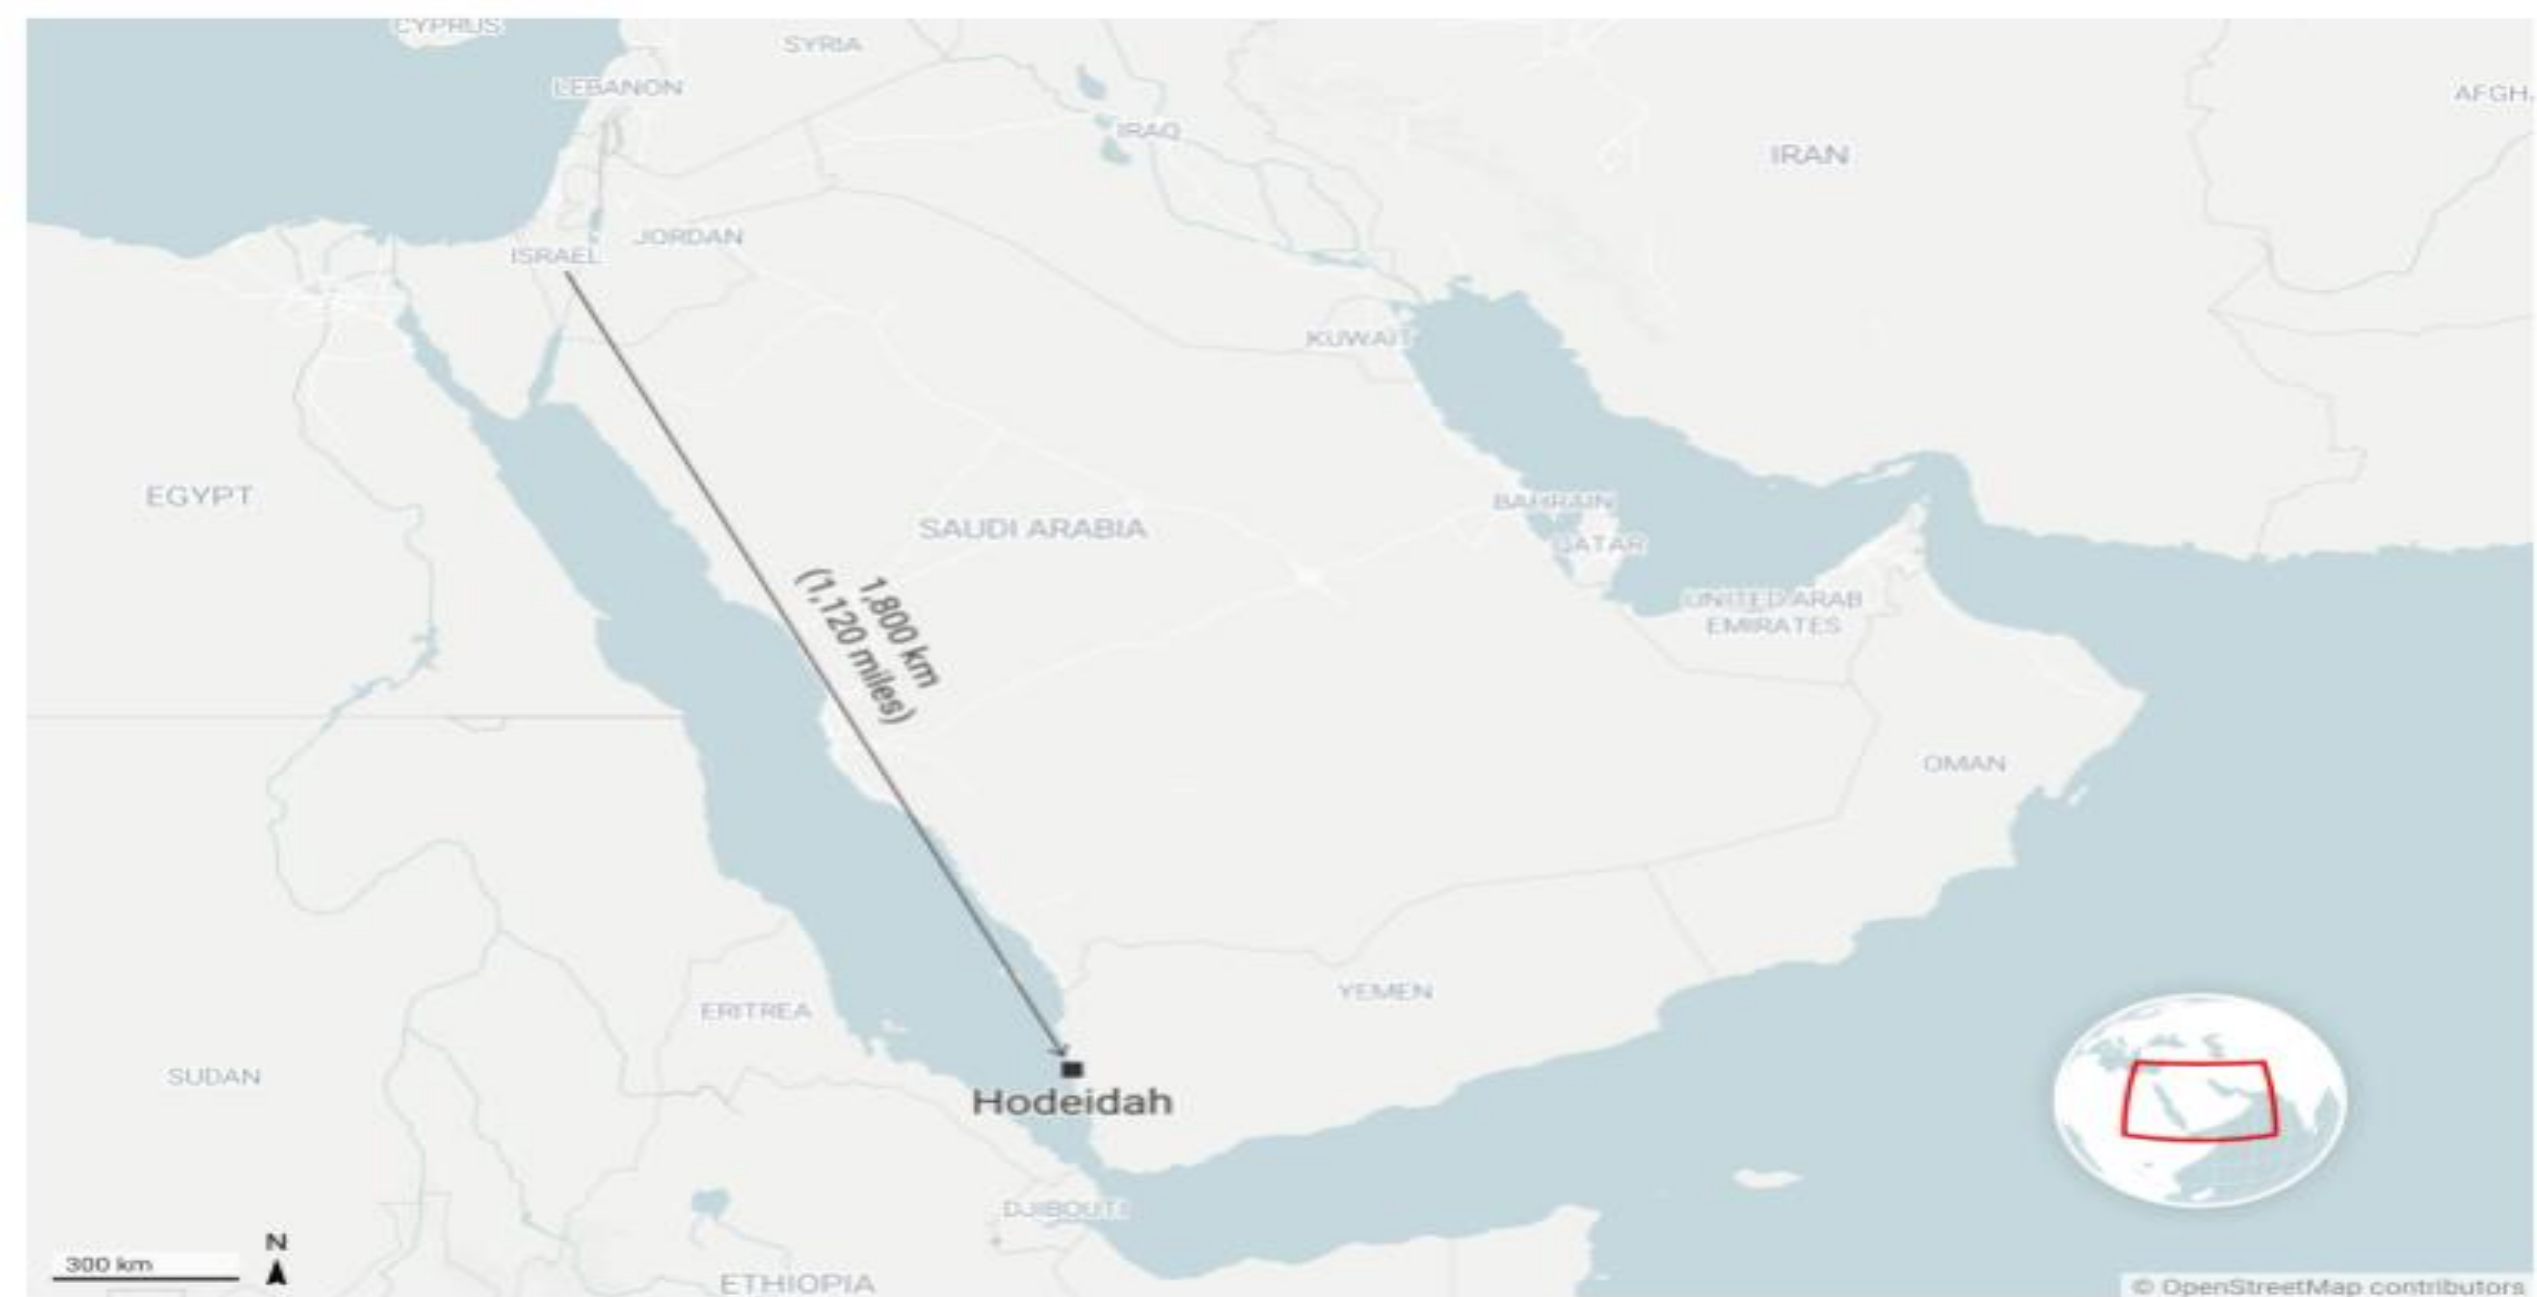 CYPRUS
SYRIA
LEBANON
AFGH.
IRAQ
IRAN
JORDAN
ISRAEL
KUWAIT
EGYPT
BAHRAIN
SAUDI ARABIA
QATAR
1,800 km
(1,120 miles)
UNITED ARAB
EMIRATES
OMAN
YEMEN
ERITREA
SUDAN
Hodeidah
DJIBOUTI
N
300 km
ETHIOPIA
© OpenStreetMap contributors